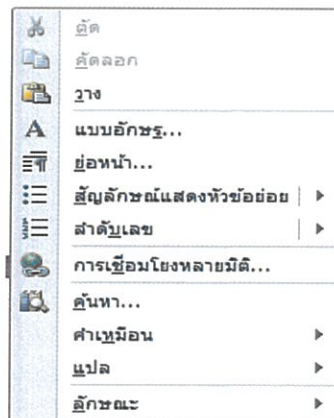 ตัด
คัดลอก
วาง
แบบอักษร...
ย่อหน้า...
สัญลักษณ์แสดงหัวข้อย่อย
ลำดับเลข
การเชื่อมโยงหลายมิติ...
ค้นหา...
คำเหมือน
แปล
ลักษณะ